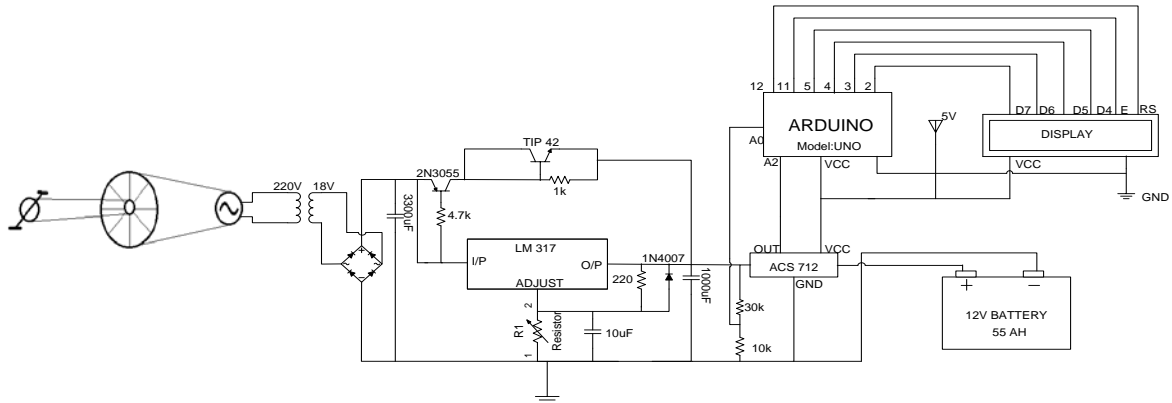 12 11 5 4 3 2
ARDUINO
Model:UNO
A0
A2
VCC
5V
D7 D6 D5 D4 E RS
DISPLAY
VCC
GND
TIP 42
2N3055
1k
220V 18V
3300uF
4.7k
LM 317
I/P
O/P
ADJUST
1N4007
220
1000uF
2
R1
Resistor
1
10uF
30k
10k
OUT
VCC
ACS 712
GND
+ −
12V BATTERY
55 AH